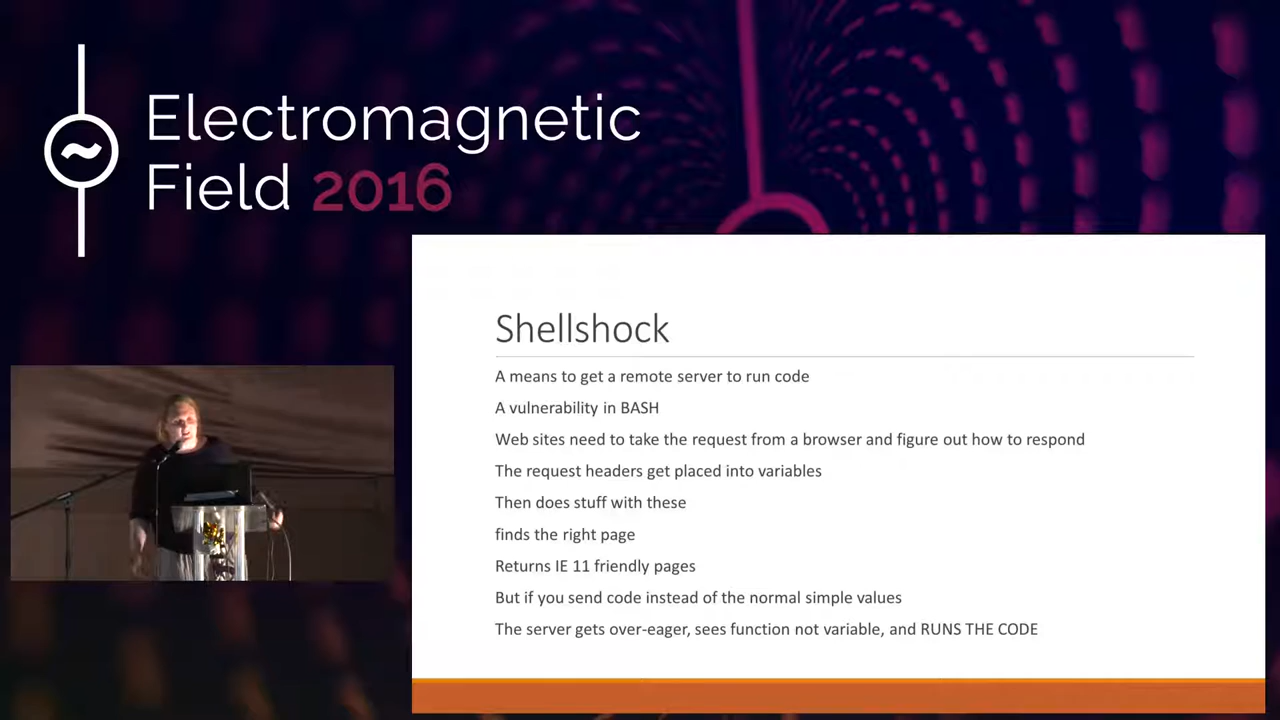 Electromagnetic
Field 2016
Shellshock
A means to get a remote server to run code
A vulnerability in BASH
Web sites need to take the request from a browser and figure out how to respond
The request headers get placed into variables
Then does stuff with these
finds the right page
Returns IE 11 friendly pages
But if you send code instead of the normal simple values
The server gets over-eager, sees function not variable, and RUNS THE CODE